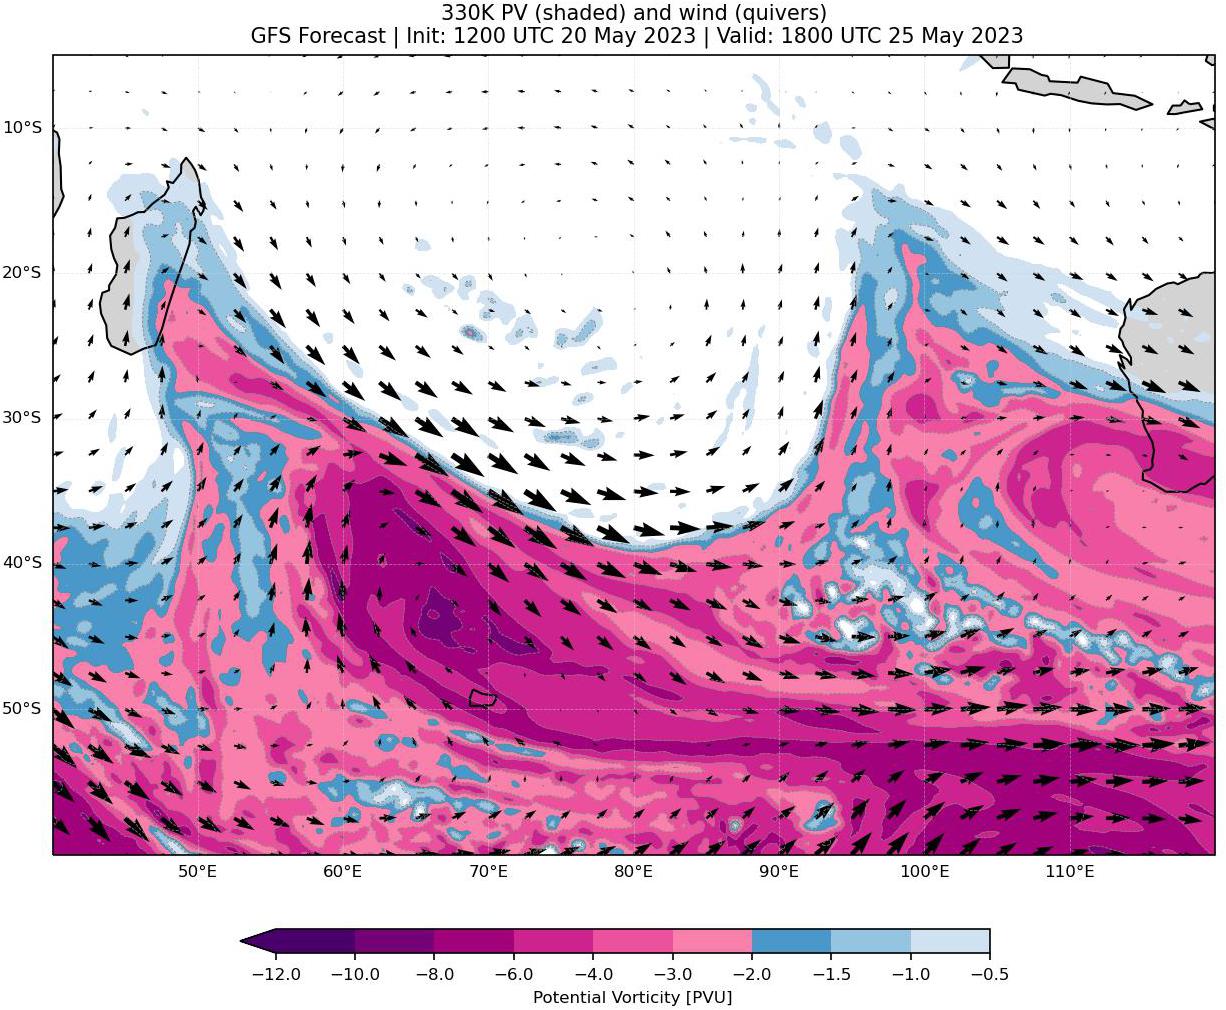 330K PV (shaded) and wind (quivers)
GFS Forecast | Init: 1200 UTC 20 May 2023 | Valid: 1800 UTC 25 May 2023
10°S
20°S
30°S
40°S
50°S
50°E 60°E 70°E 80°E 90°E 100°E 110°E
−12.0 −10.0 −8.0 −6.0 −4.0 −3.0 −2.0 −1.5 −1.0 −0.5
Potential Vorticity [PVU]